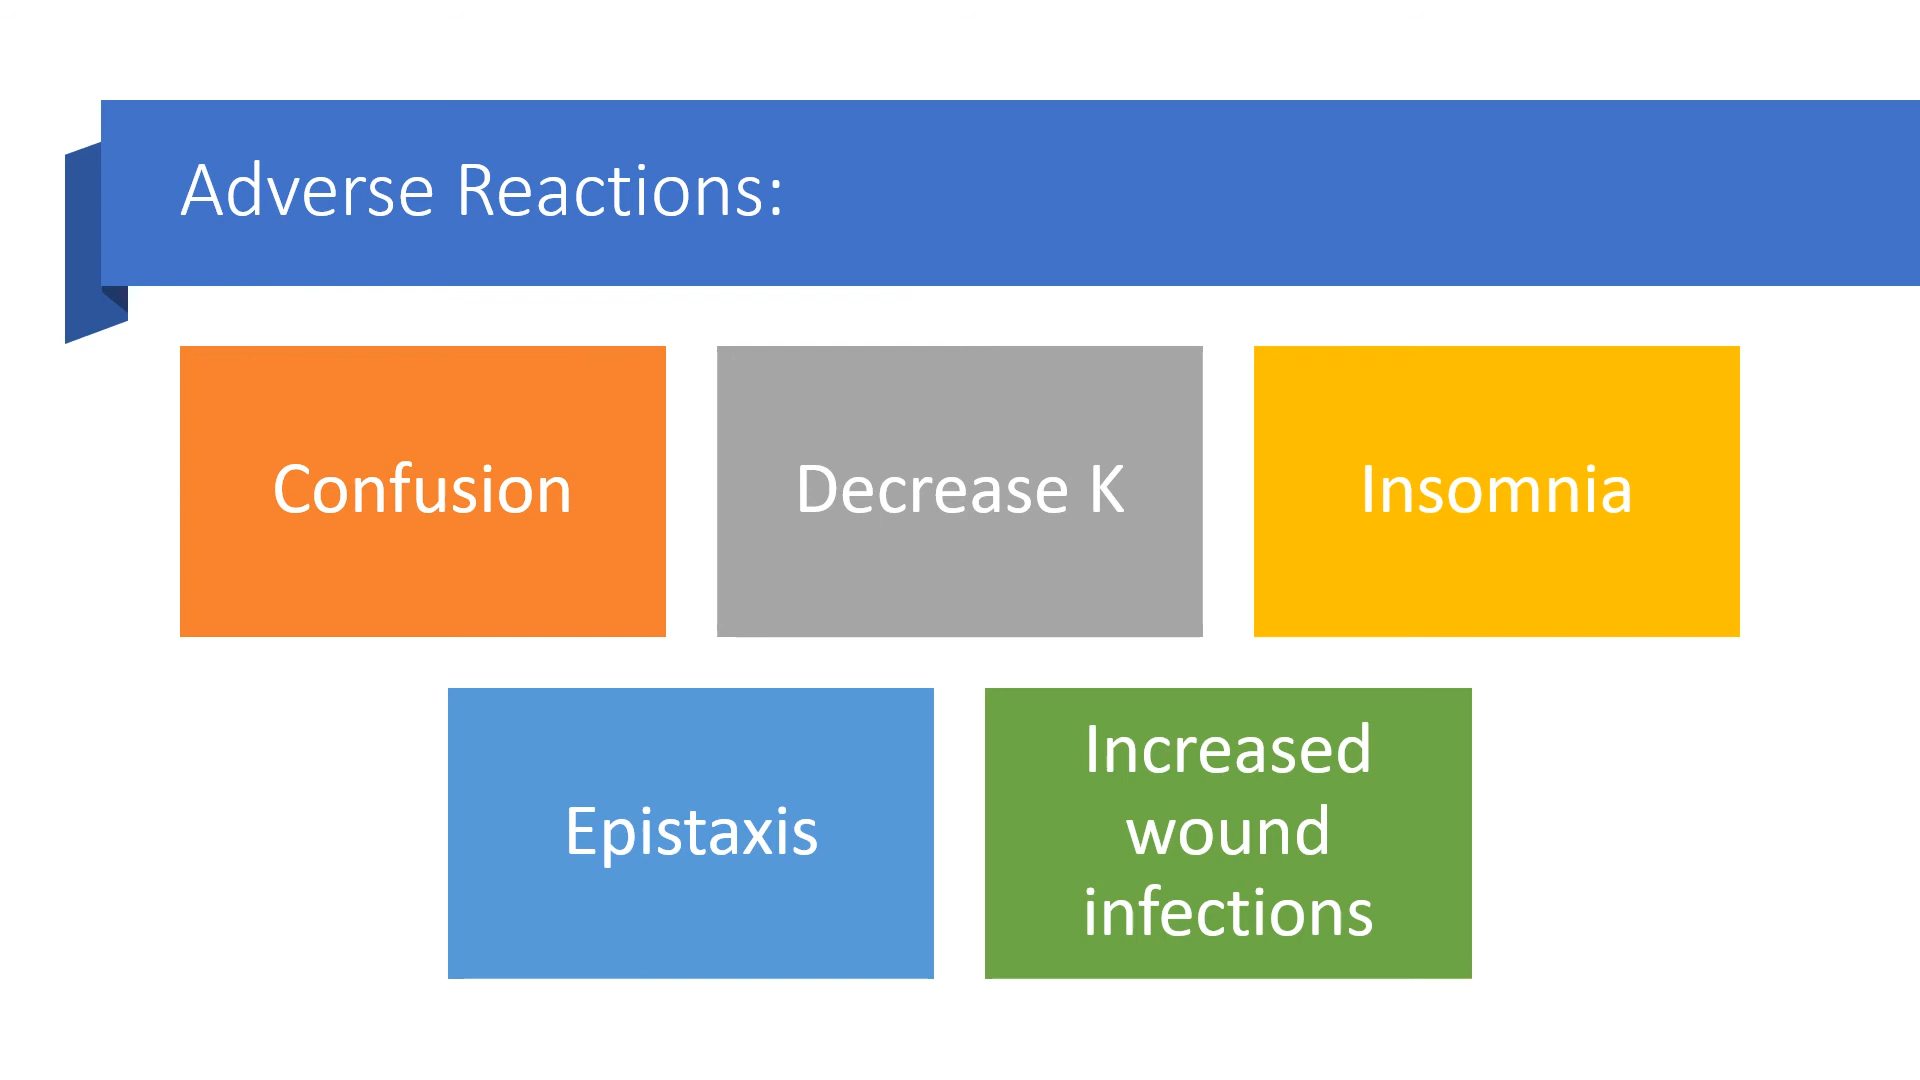 Adverse Reactions:
Confusion
Decrease K
Insomnia
Epistaxis
Increased
wound
infections